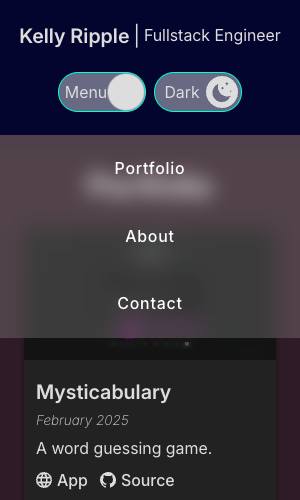 Kelly Ripple | Fullstack Engineer
Menu Dark
Portfolio
About
Contact
Mysticabulary
February 2025
A word guessing game.
App Source